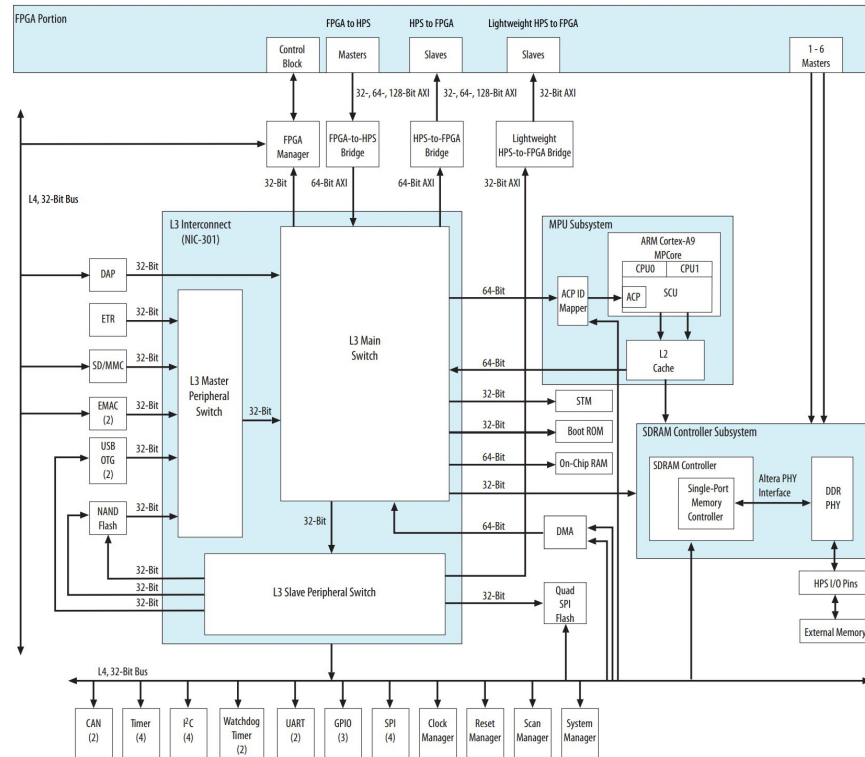 FPGA Portion
FPGA to HPS
HPS to FPGA
Lightweight HPS to FPGA
Control
Block
Masters
Slaves
Slaves
1 - 6
Masters
32-, 64-, 128-Bit AXI
32-, 64-, 128-Bit AXI
32-Bit AXI
FPGA
Manager
FPGA-to-HPS
Bridge
HPS-to-FPGA
Bridge
Lightweight
HPS-to-FPGA Bridge
32-Bit
64-Bit AXI
64-Bit AXI
32-Bit AXI
L4, 32-Bit Bus
L3 Interconnect
(NIC-301)
MPU Subsystem
ARM Cortex-A9
MPCore
CPU0
CPU1
ACP
SCU
ACP ID
Mapper
L2
Cache
DAP
32-Bit
ETR
32-Bit
SD/MMC
32-Bit
EMAC
(2)
32-Bit
USB
OTG
(2)
32-Bit
NAND
Flash
32-Bit
L3 Master
Peripheral
Switch
32-Bit
L3 Main
Switch
64-Bit
64-Bit
32-Bit
STM
32-Bit
Boot ROM
64-Bit
On-Chip RAM
32-Bit
64-Bit
DMA
SDRAM Controller Subsystem
SDRAM Controller
Single-Port
Memory
Controller
Altera PHY
Interface
DDR
PHY
HPS I/O Pins
External Memory
32-Bit
32-Bit
32-Bit
32-Bit
L3 Slave Peripheral Switch
32-Bit
Quad
SPI
Flash
L4, 32-Bit Bus
CAN
(2)
Timer
(4)
I²C
(4)
Watchdog
Timer
(2)
UART
(2)
GPIO
(3)
SPI
(4)
Clock
Manager
Reset
Manager
Scan
Manager
System
Manager